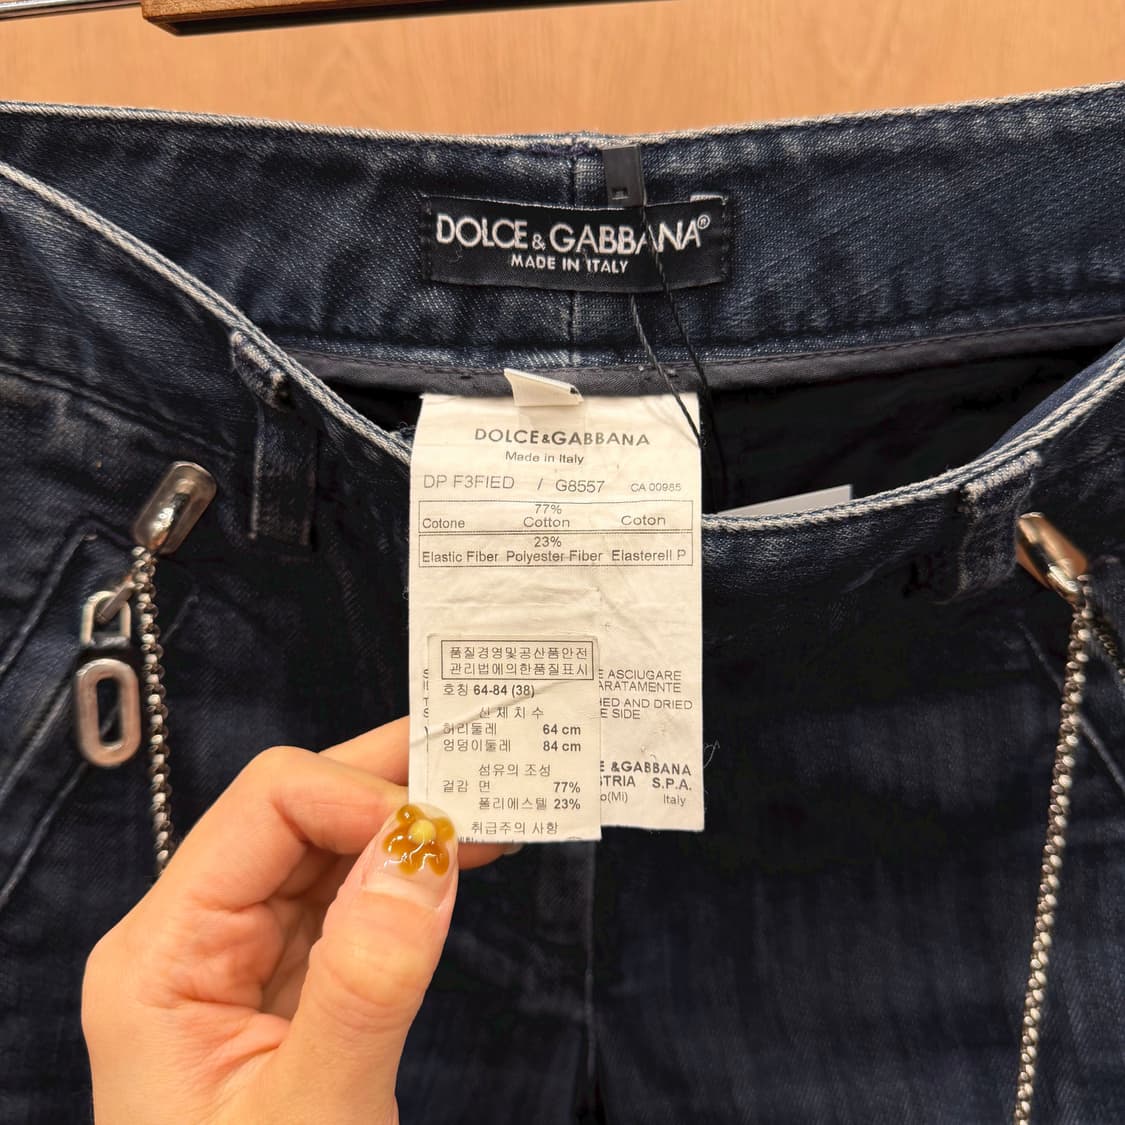 DOLCE&GABBANA®
MADE IN ITALY
DOLCE&GABBANA
Made in Italy
DP F3FIED / G8557 CA 00985
77%
Cotone Cotton Coton
23%
Elastic Fiber Polyester Fiber Elasterell P
E ASCIUGARE
ARATAMENTE
HED AND DRIED
E SIDE
E &GABBANA
STRIA S.P.A.
o(Mi) Italy
품질경영및공산품안전
관리법에의한품질표시
호칭 64-84 (38)
신체치수
허리둘레 64 cm
엉덩이둘레 84 cm
섬유의 조성
겉감 면 77%
폴리에스텔 23%
취급주의 사항